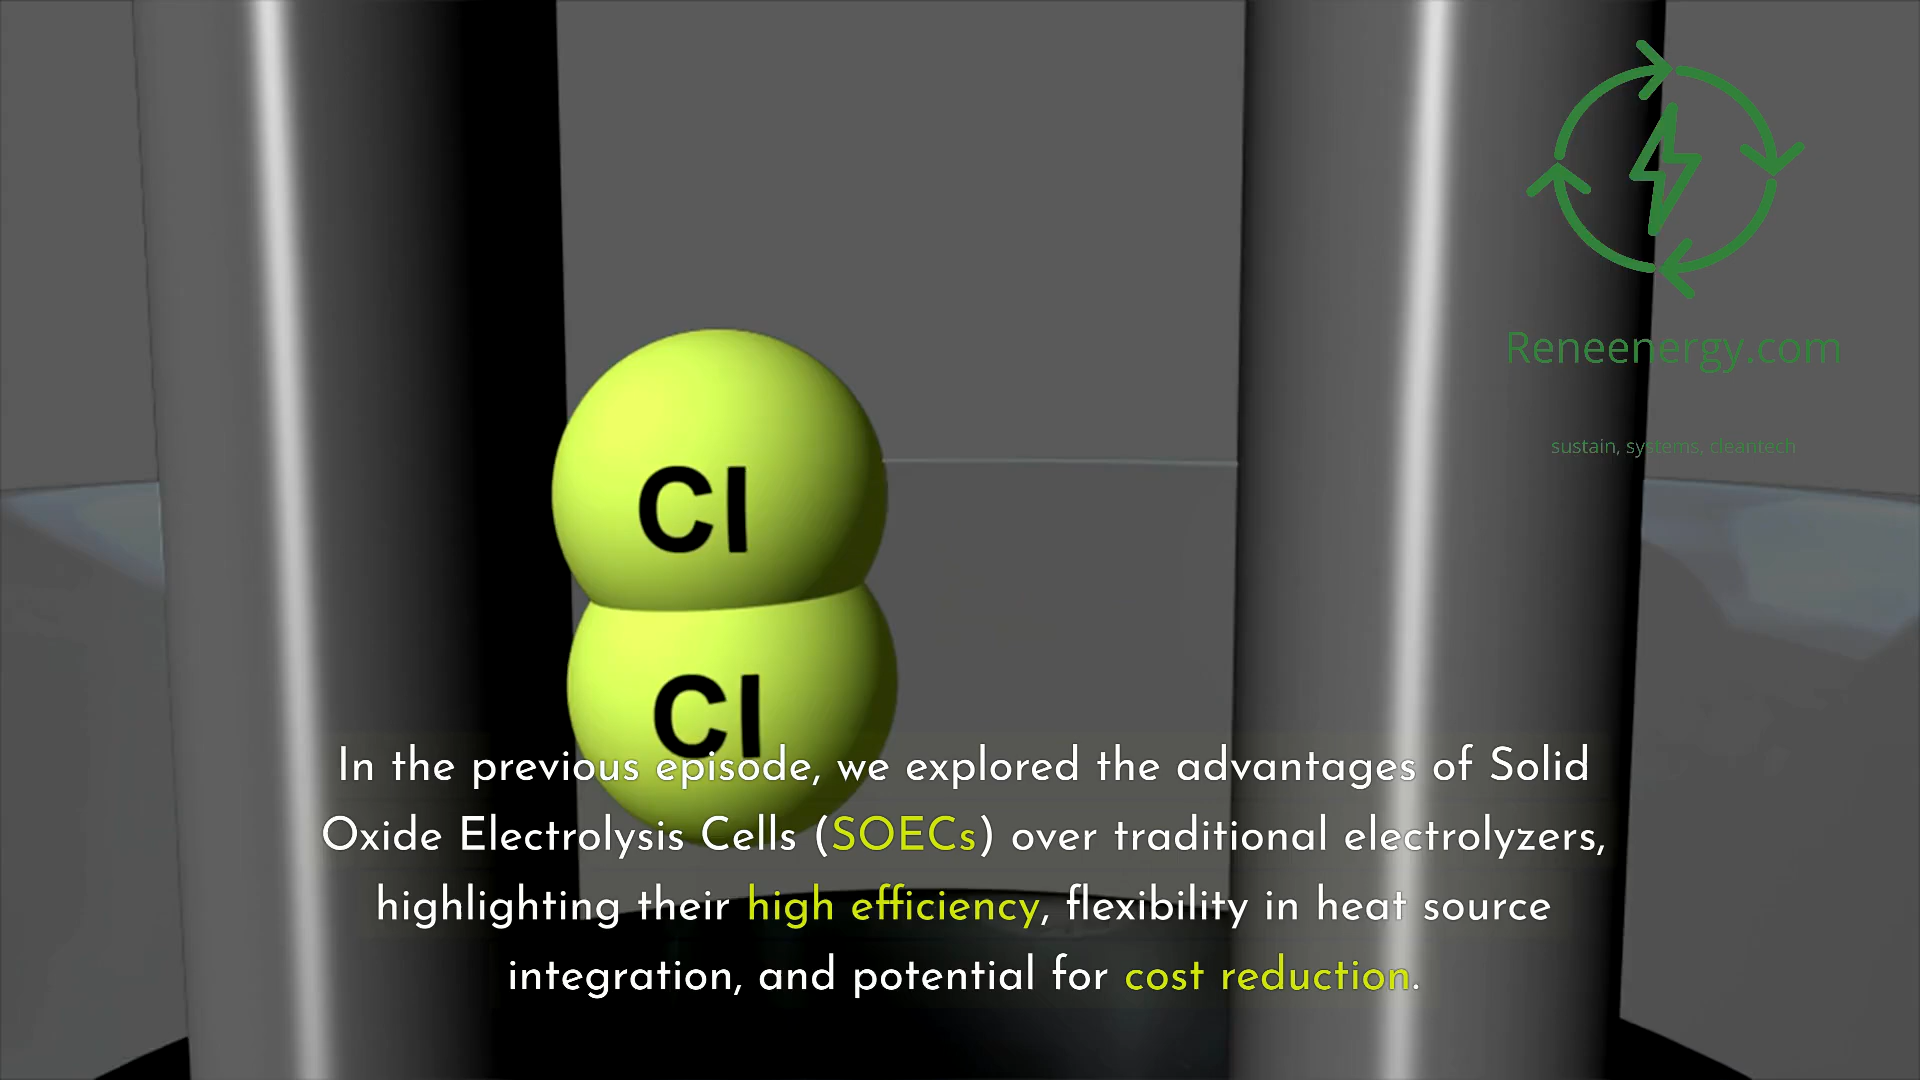 Reneenergy.com
sustain, systems, cleantech
Cl
Cl
In the previous episode, we explored the advantages of Solid
Oxide Electrolysis Cells (SOECs) over traditional electrolyzers,
highlighting their high efficiency, flexibility in heat source
integration, and potential for cost reduction.